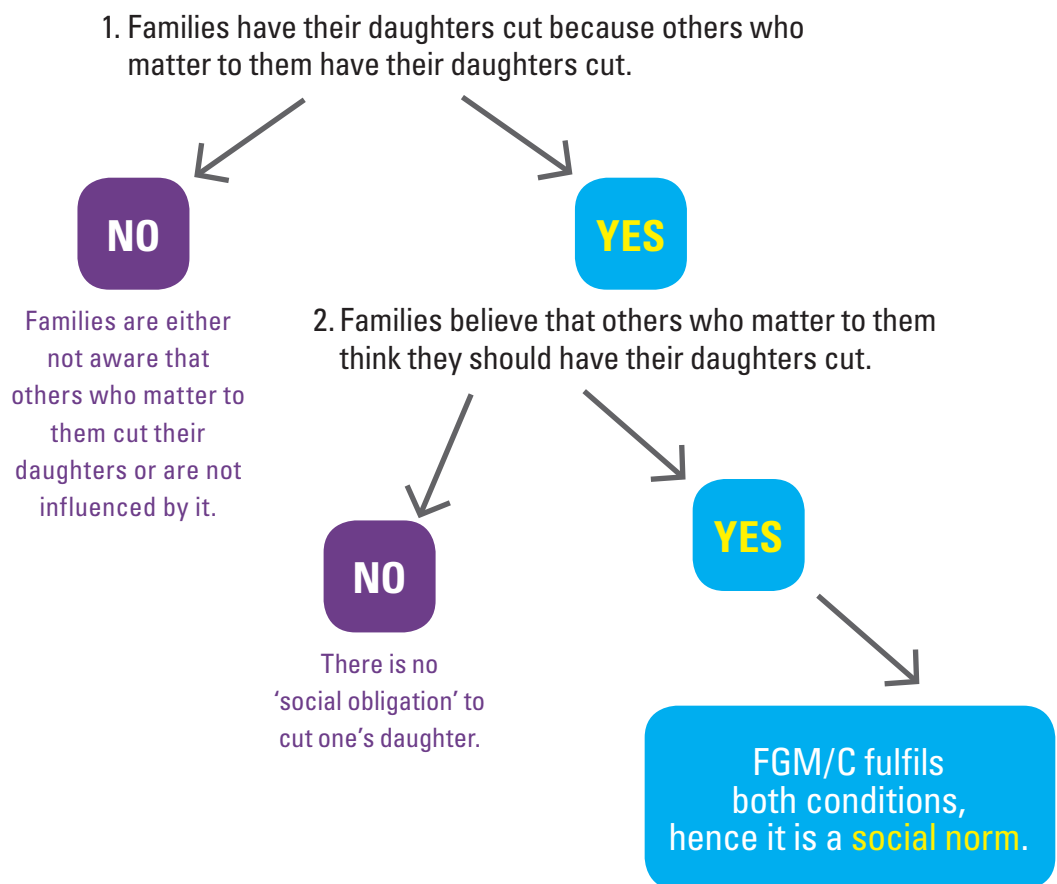 1. Families have their daughters cut because others who
matter to them have their daughters cut.
NO
YES
Families are either
not aware that
others who matter to
them cut their
daughters or are not
influenced by it.
2. Families believe that others who matter to them
think they should have their daughters cut.
NO
YES
There is no
‘social obligation’ to
cut one’s daughter.
FGM/C fulfils
both conditions,
hence it is a social norm.